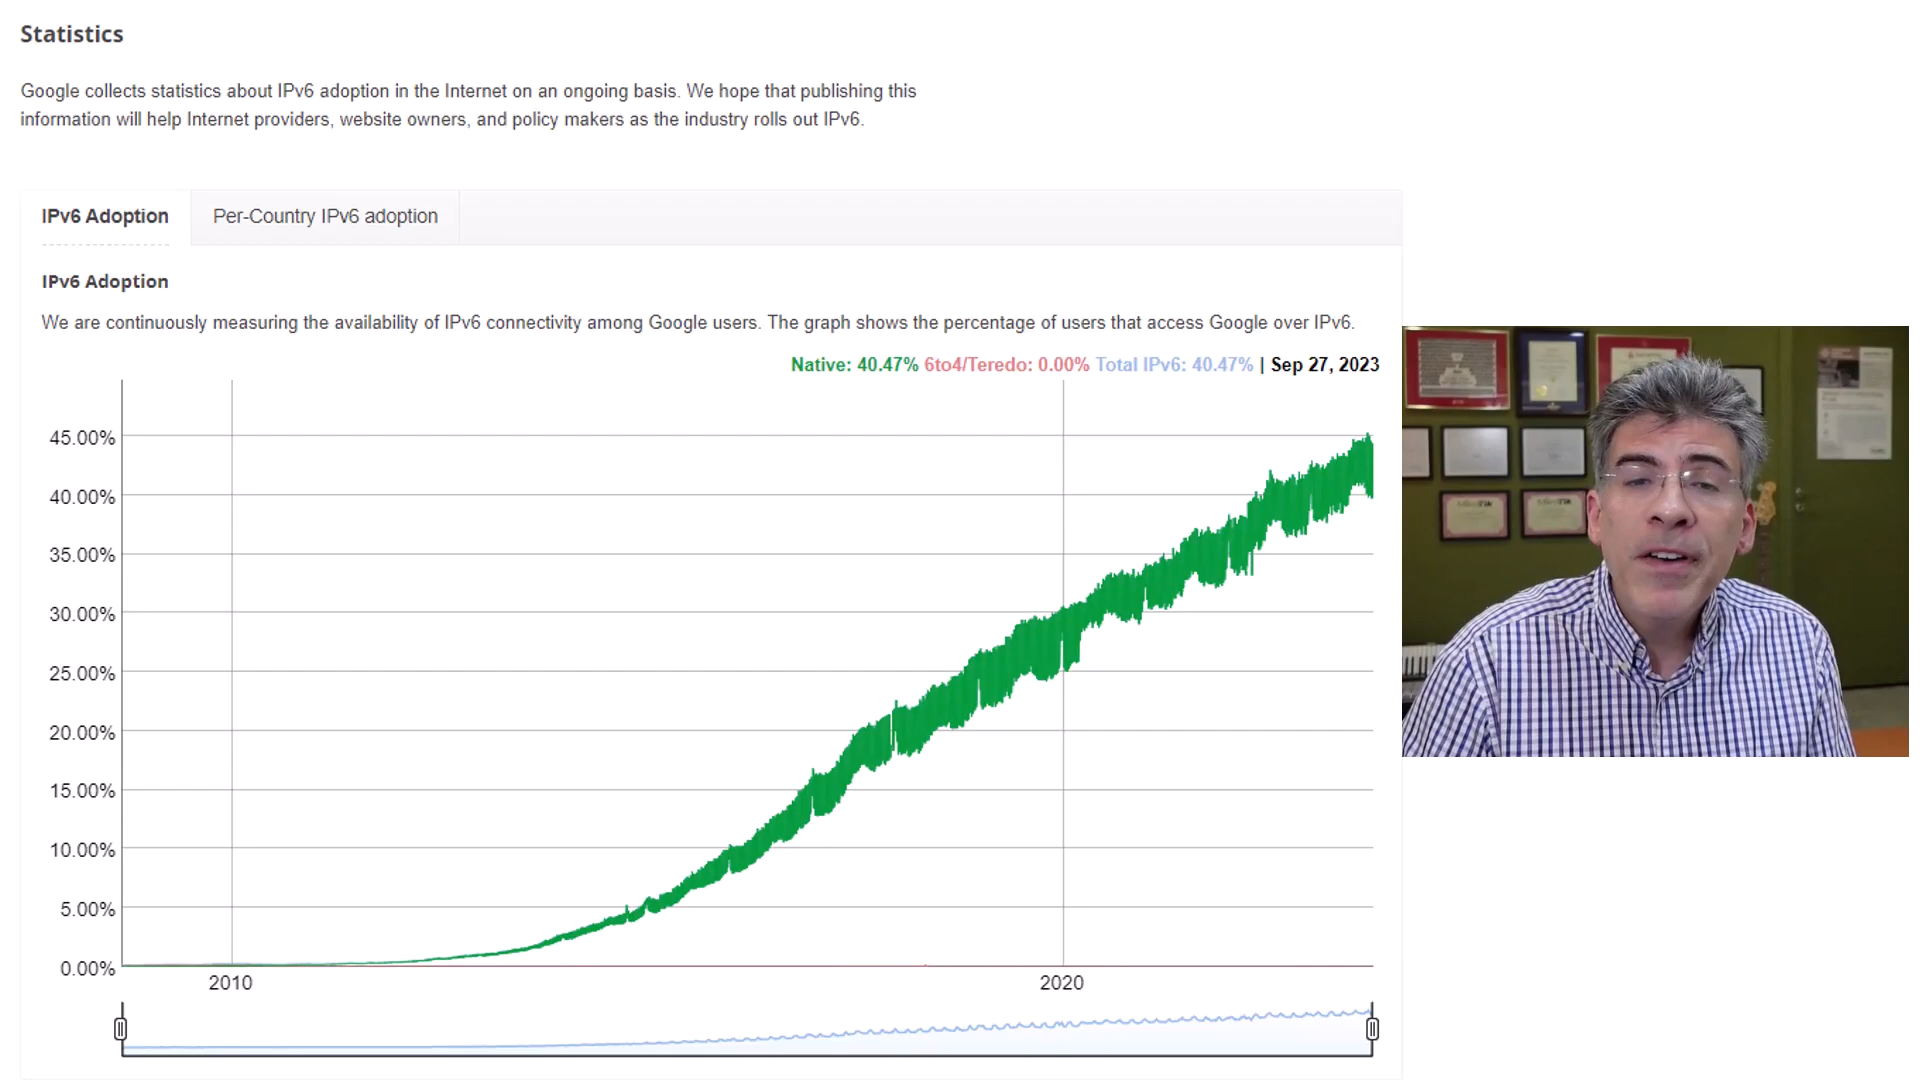 Statistics
Google collects statistics about IPv6 adoption in the Internet on an ongoing basis. We hope that publishing this
information will help Internet providers, website owners, and policy makers as the industry rolls out IPv6.
IPv6 Adoption
Per-Country IPv6 adoption
IPv6 Adoption
We are continuously measuring the availability of IPv6 connectivity among Google users. The graph shows the percentage of users that access Google over IPv6.
Native: 40.47% 6to4/Teredo: 0.00% Total IPv6: 40.47% | Sep 27, 2023
45.00%
40.00%
35.00%
30.00%
25.00%
20.00%
15.00%
10.00%
5.00%
0.00%
2010
2020